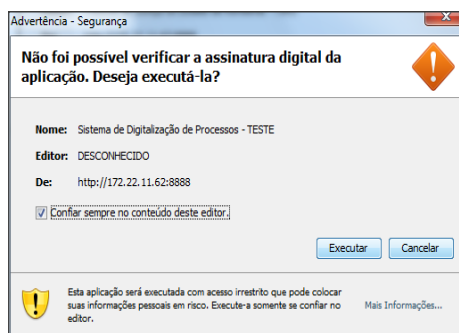 Advertência - Segurança
Não foi possível verificar a assinatura digital da
aplicação. Deseja executá-la?
Nome: Sistema de Digitalização de Processos - TESTE
Editor: DESCONHECIDO
De: http://172.22.11.62:8888
Confiar sempre no conteúdo deste editor.
Executar Cancelar
Esta aplicação será executada com acesso irrestrito que pode colocar
suas informações pessoais em risco. Execute-a somente se confiar no Mais Informações...
editor.